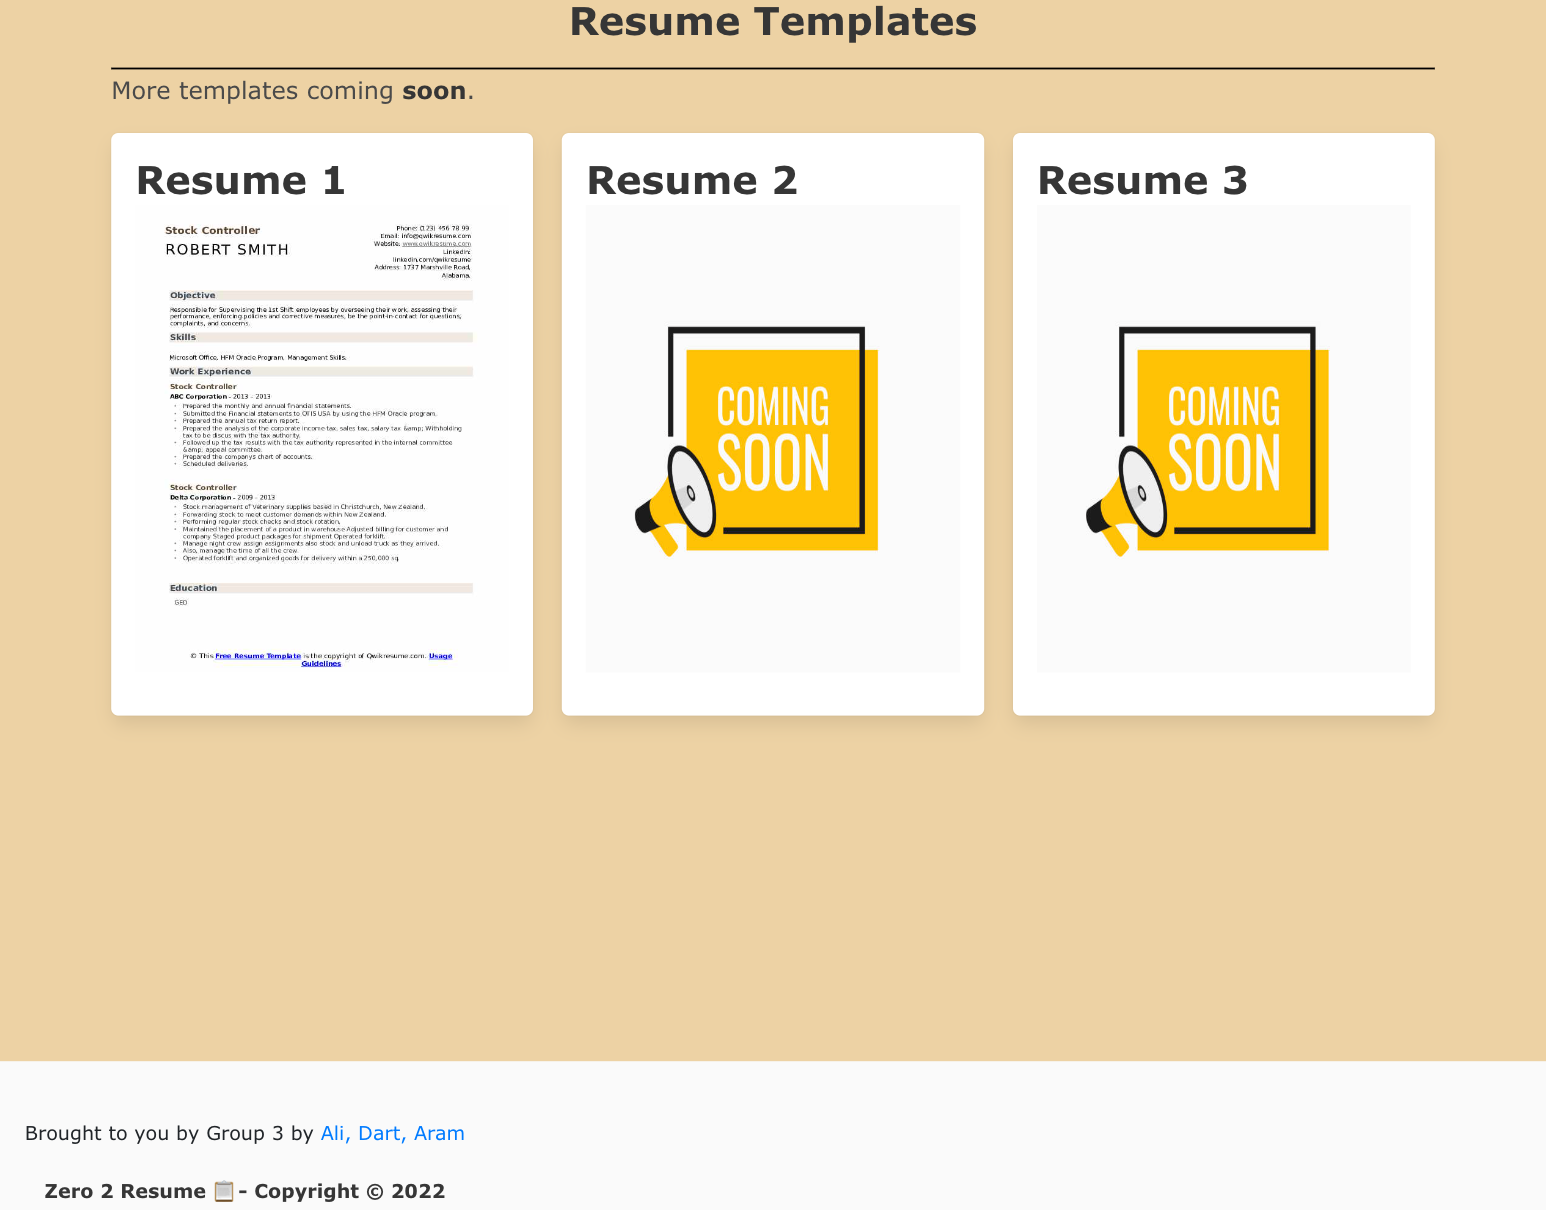 Resume Templates
More templates coming soon.
Resume 1
Stock Controller
ROBERT SMITH
Phone: (123) 456 78 99
Email: info@qwikresume.com
Website: www.qwikresume.com
LinkedIn:
linkedin.com/qwikresume
Address: 1737 Marshville Road,
Alabama.
Objective
Responsible for Supervising the 1st Shift employees by overseeing their work, assessing their
performance, enforcing policies and corrective measures, be the point-in-contact for questions,
complaints, and concerns.
Skills
Microsoft Office, HFM Oracle Program, Management Skills.
Work Experience
Stock Controller
ABC Corporation - 2013 – 2013
• Prepared the monthly and annual financial statements.
• Submitted the Financial statements to OTIS USA by using the HFM Oracle program.
• Prepared the annual tax return report.
• Prepared the analysis of the corporate income tax, sales tax, salary tax &amp; Withholding
tax to be discus with the tax authority.
• Followed up the tax results with the tax authority represented in the internal committee
&amp; appeal committee.
• Prepared the companys chart of accounts.
• Scheduled deliveries.
Stock Controller
Delta Corporation - 2009 – 2013
• Stock management of Veterinary supplies based in Christchurch, New Zealand.
• Forwarding stock to meet customer demands within New Zealand.
• Performing regular stock checks and stock rotation.
• Maintained the placement of a product in warehouse Adjusted billing for customer and
company Staged product packages for shipment Operated forklift.
• Manage night crew assign assignments also stock and unload truck as they arrived.
• Also, manage the time of all the crew.
• Operated forklift and organized goods for delivery within a 250,000 sq.
Education
GED
© This Free Resume Template is the copyright of Qwikresume.com. Usage
Guidelines
Resume 2
COMING
SOON
Resume 3
COMING
SOON
Brought to you by Group 3 by Ali, Dart, Aram
Zero 2 Resume 📋 - Copyright © 2022